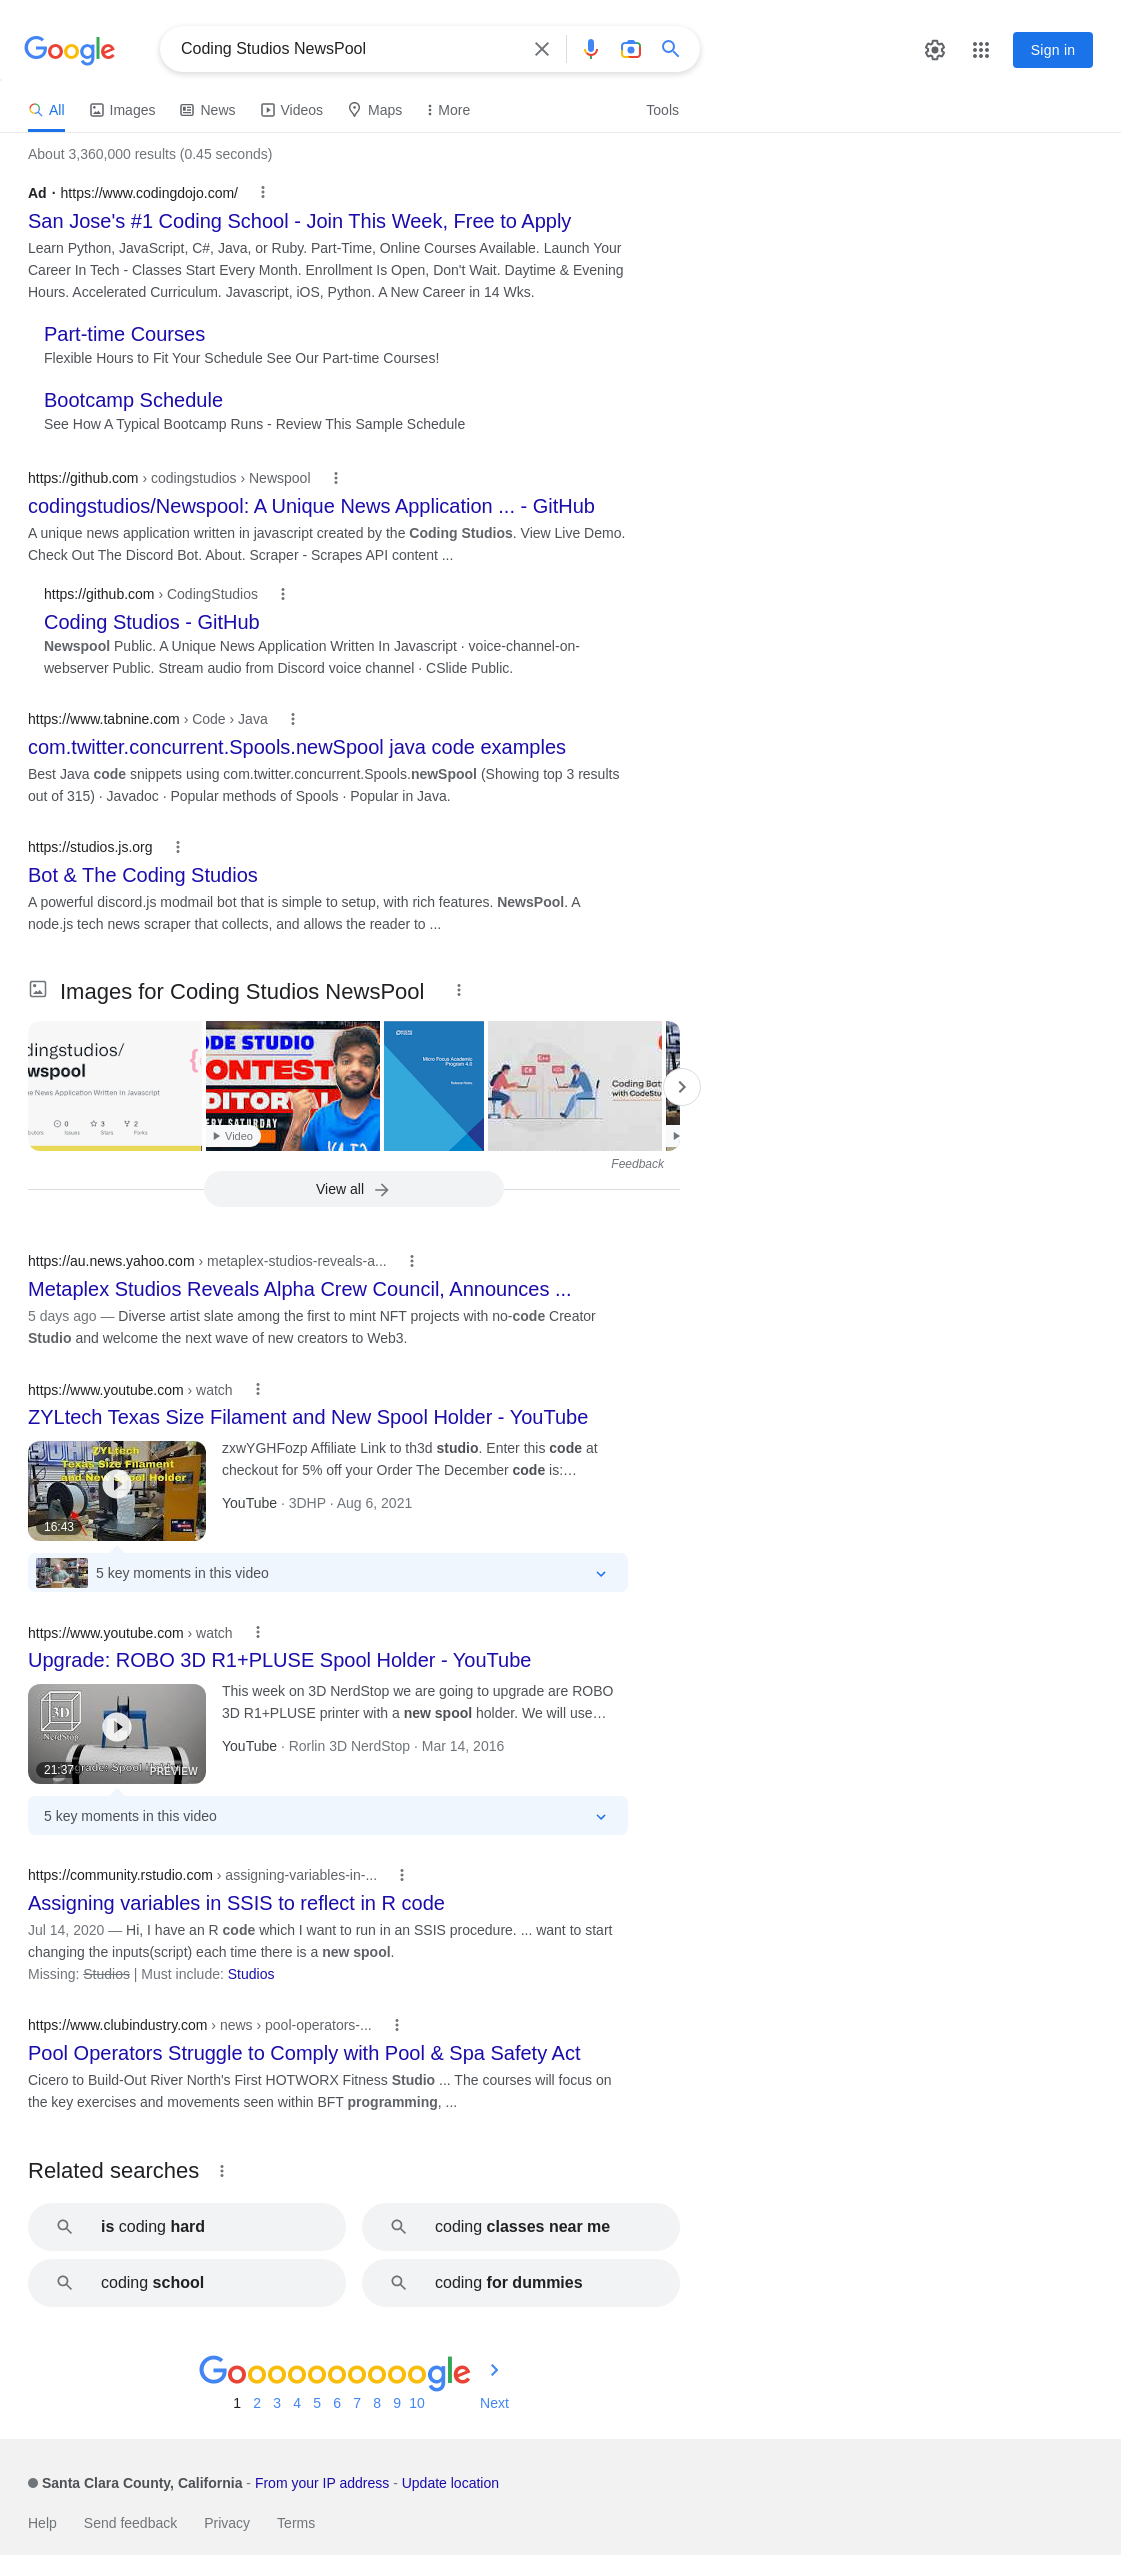 Google
Coding Studios NewsPool
Sign in
All
Images
News
Videos
Maps
More
Tools
About 3,360,000 results (0.45 seconds)
Ad · https://www.codingdojo.com/
San Jose's #1 Coding School - Join This Week, Free to Apply
Learn Python, JavaScript, C#, Java, or Ruby. Part-Time, Online Courses Available. Launch Your
Career In Tech - Classes Start Every Month. Enrollment Is Open, Don't Wait. Daytime & Evening
Hours. Accelerated Curriculum. Javascript, iOS, Python. A New Career in 14 Wks.
Part-time Courses
Flexible Hours to Fit Your Schedule See Our Part-time Courses!
Bootcamp Schedule
See How A Typical Bootcamp Runs - Review This Sample Schedule
https://github.com › codingstudios › Newspool
codingstudios/Newspool: A Unique News Application ... - GitHub
A unique news application written in javascript created by the Coding Studios. View Live Demo.
Check Out The Discord Bot. About. Scraper - Scrapes API content ...
https://github.com › CodingStudios
Coding Studios - GitHub
Newspool Public. A Unique News Application Written In Javascript · voice-channel-on-
webserver Public. Stream audio from Discord voice channel · CSlide Public.
https://www.tabnine.com › Code › Java
com.twitter.concurrent.Spools.newSpool java code examples
Best Java code snippets using com.twitter.concurrent.Spools.newSpool (Showing top 3 results
out of 315) · Javadoc · Popular methods of Spools · Popular in Java.
https://studios.js.org
Bot & The Coding Studios
A powerful discord.js modmail bot that is simple to setup, with rich features. NewsPool. A
node.js tech news scraper that collects, and allows the reader to ...
Images for Coding Studios NewsPool
dingstudios/
wspool
e News Application Written In Javascript
0
3
2
Issues
Stars
Forks
ODE STUDIO
CONTEST
DITORIAL
Video
Micro Focus Academic
Program 4.0
C#
C++
Coding Batt
with CodeStu
Feedback
View all
https://au.news.yahoo.com › metaplex-studios-reveals-a...
Metaplex Studios Reveals Alpha Crew Council, Announces ...
5 days ago — Diverse artist slate among the first to mint NFT projects with no-code Creator
Studio and welcome the next wave of new creators to Web3.
https://www.youtube.com › watch
ZYLtech Texas Size Filament and New Spool Holder - YouTube
ZYLtech
Texas Size Filament
and New Spool Holder
16:43
zxwYGHFozp Affiliate Link to th3d studio. Enter this code at
checkout for 5% off your Order The December code is:…
YouTube · 3DHP · Aug 6, 2021
5 key moments in this video
https://www.youtube.com › watch
Upgrade: ROBO 3D R1+PLUSE Spool Holder - YouTube
3D
NerdStop
21:37
PREVIEW
This week on 3D NerdStop we are going to upgrade are ROBO
3D R1+PLUSE printer with a new spool holder. We will use…
YouTube · Rorlin 3D NerdStop · Mar 14, 2016
5 key moments in this video
https://community.rstudio.com › assigning-variables-in-...
Assigning variables in SSIS to reflect in R code
Jul 14, 2020 — Hi, I have an R code which I want to run in an SSIS procedure. ... want to start
changing the inputs(script) each time there is a new spool.
Missing: Studios | Must include: Studios
https://www.clubindustry.com › news › pool-operators-...
Pool Operators Struggle to Comply with Pool & Spa Safety Act
Cicero to Build-Out River North's First HOTWORX Fitness Studio ... The courses will focus on
the key exercises and movements seen within BFT programming, ...
Related searches
is coding hard
coding classes near me
coding school
coding for dummies
Goooooooooogle
1 2 3 4 5 6 7 8 9 10 Next
Santa Clara County, California - From your IP address - Update location
Help Send feedback Privacy Terms